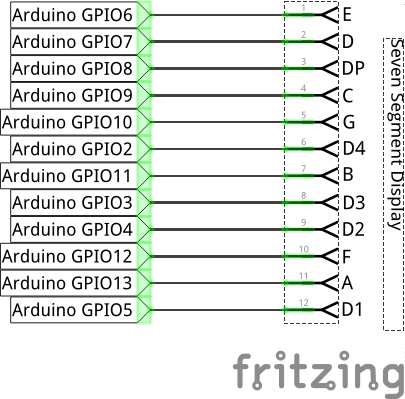 Arduino GPIO6 1 E
Arduino GPIO7 2 D
Arduino GPIO8 3 DP
Arduino GPIO9 4 C
Arduino GPIO10 5 G
Arduino GPIO2 6 D4
Arduino GPIO11 7 B
Arduino GPIO3 8 D3
Arduino GPIO4 9 D2
Arduino GPIO12 10 F
Arduino GPIO13 11 A
Arduino GPIO5 12 D1
Seven Segment Display
fritzing